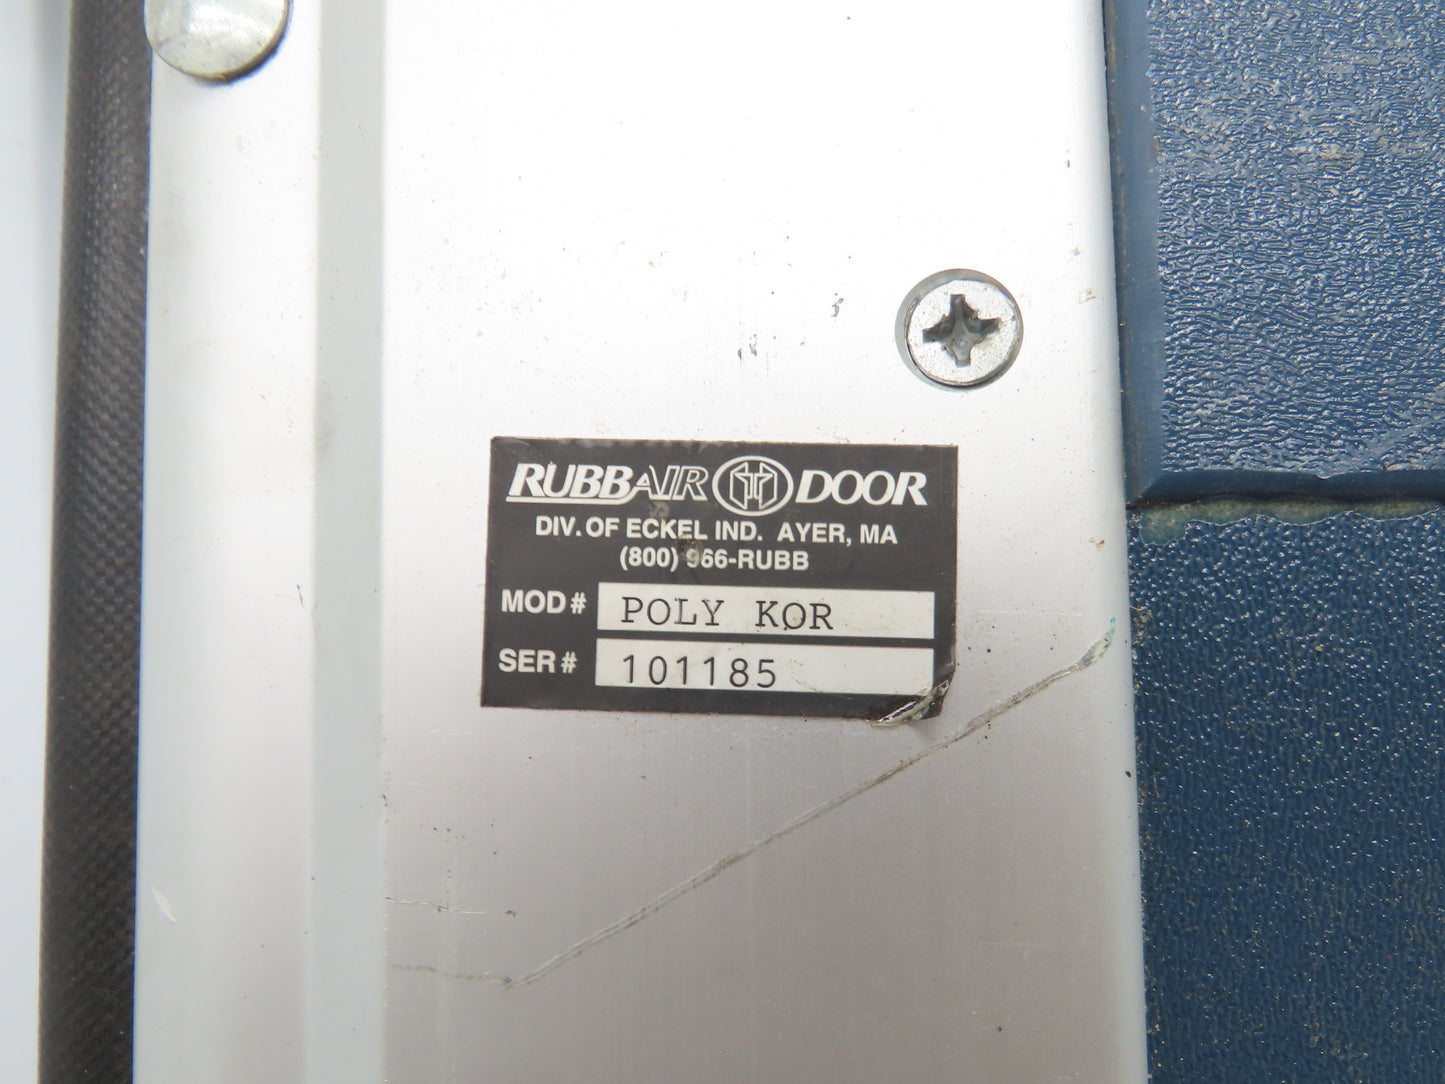 RUBBAIR DOOR
DIV. OF ECKEL IND. AYER, MA
(800) 966-RUBB
MOD # POLY KOR
SER # 101185